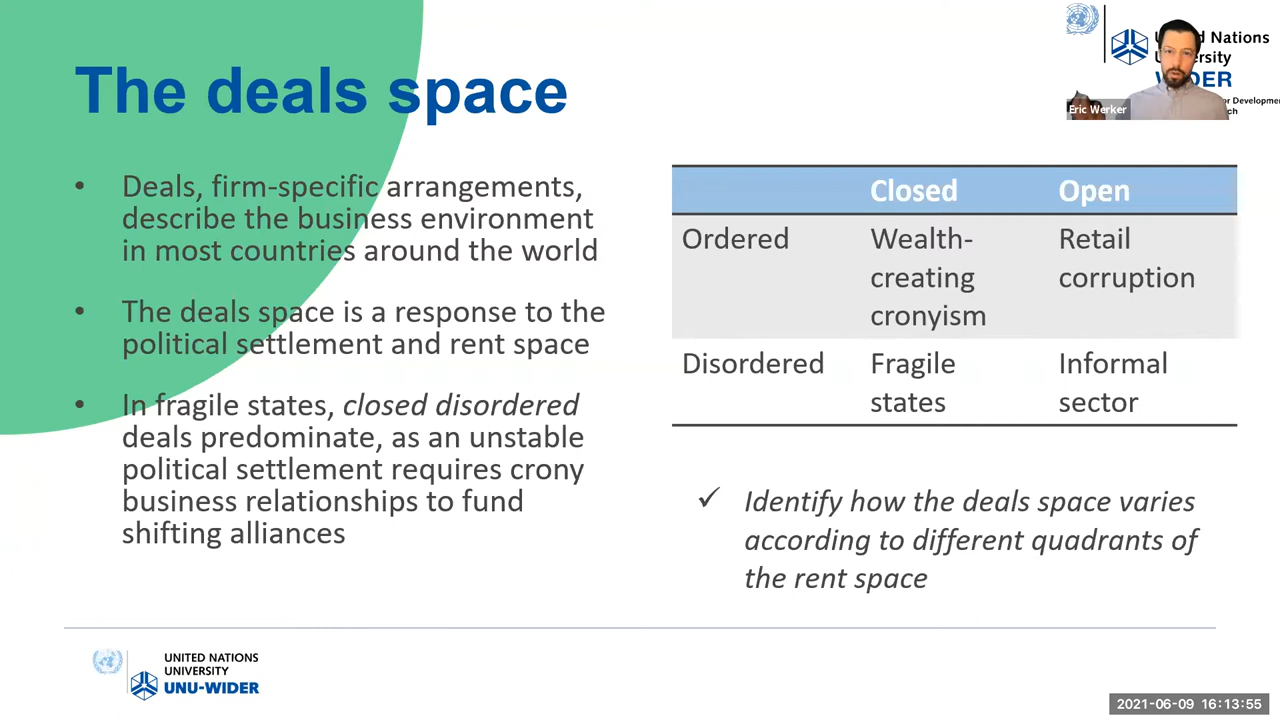 The deals space
• Deals, firm-specific arrangements,
describe the business environment
in most countries around the world
• The deals space is a response to the
political settlement and rent space
• In fragile states, closed disordered
deals predominate, as an unstable
political settlement requires crony
business relationships to fund
shifting alliances
Closed Open
Ordered Wealth- Retail
creating corruption
cronyism
Disordered Fragile Informal
states sector
✓ Identify how the deals space varies
according to different quadrants of
the rent space
Nations
Eric Werker
UNITED NATIONS
UNIVERSITY
UNU-WIDER
2021-06-09 16:13:55